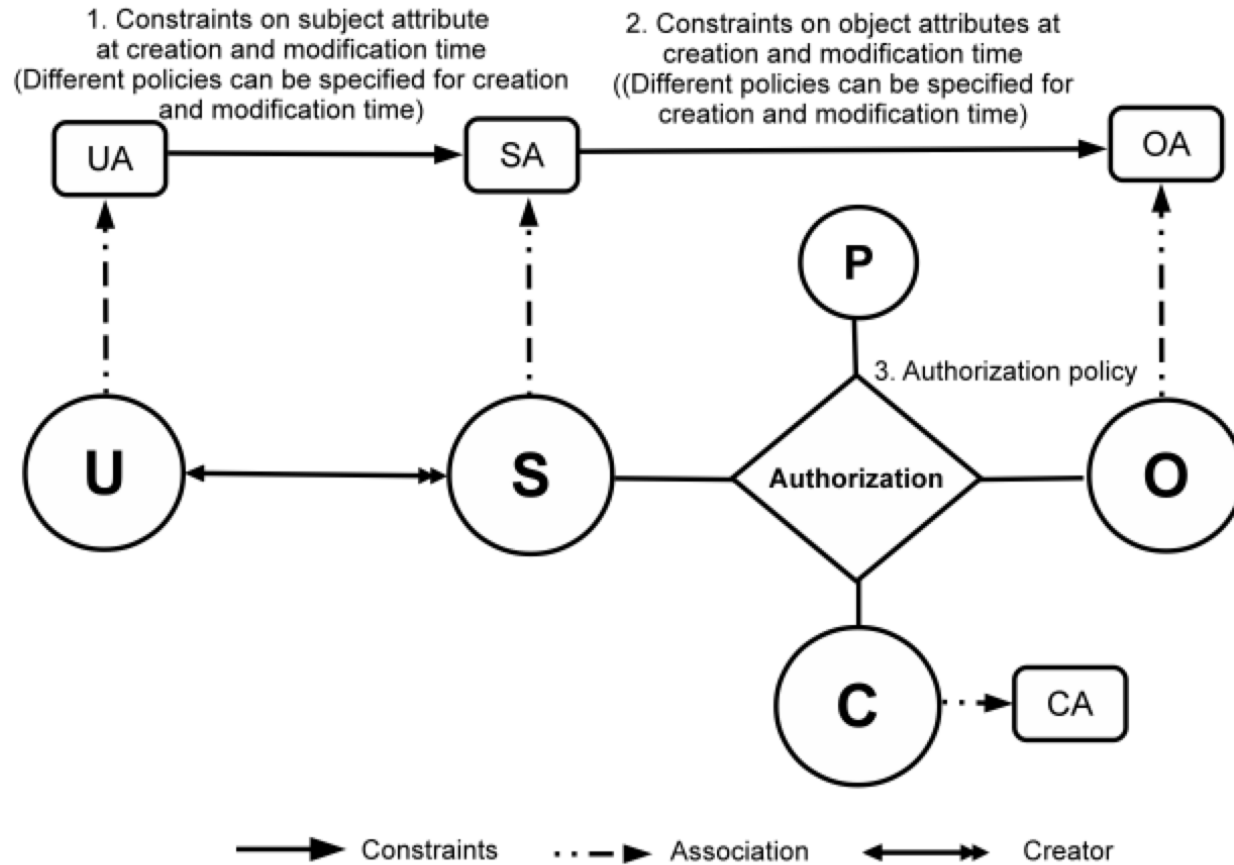 1. Constraints on subject attribute
at creation and modification time
(Different policies can be specified for creation
and modification time)
2. Constraints on object attributes at
creation and modification time
((Different policies can be specified for
creation and modification time)
UA
SA
OA
P
3. Authorization policy
U
S
Authorization
O
C
CA
Constraints
Association
Creator